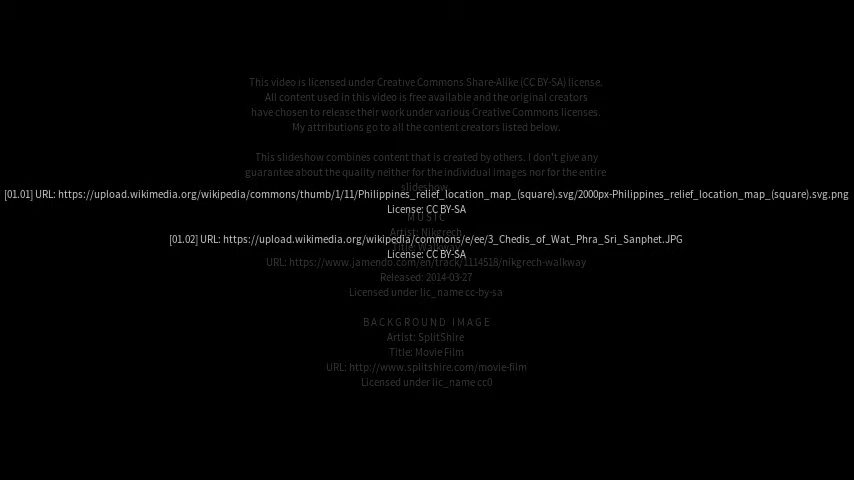 This video is licensed under Creative Commons Share-Alike (CC BY-SA) license.
All content used in this video is free available and the original creators
have chosen to release their work under various Creative Commons licenses.
My attributions go to all the content creators listed below.
This slideshow combines content that is created by others. I don't give any
guarantee about the quality neither for the individual images nor for the entire
slideshow.
[01.01] URL: https://upload.wikimedia.org/wikipedia/commons/thumb/1/11/Philippines_relief_location_map_(square).svg/2000px-Philippines_relief_location_map_(square).svg.png
License: CC BY-SA
MUSIC
Artist: Nikgrech
[01.02] URL: https://upload.wikimedia.org/wikipedia/commons/e/ee/3_Chedis_of_Wat_Phra_Sri_Sanphet.JPG
Title: Walkway
License: CC BY-SA
URL: https://www.jamendo.com/en/track/1114518/nikgrech-walkway
Released: 2014-03-27
Licensed under lic_name cc-by-sa
BACKGROUND IMAGE
Artist: SplitShire
Title: Movie Film
URL: http://www.splitshire.com/movie-film
Licensed under lic_name cc0